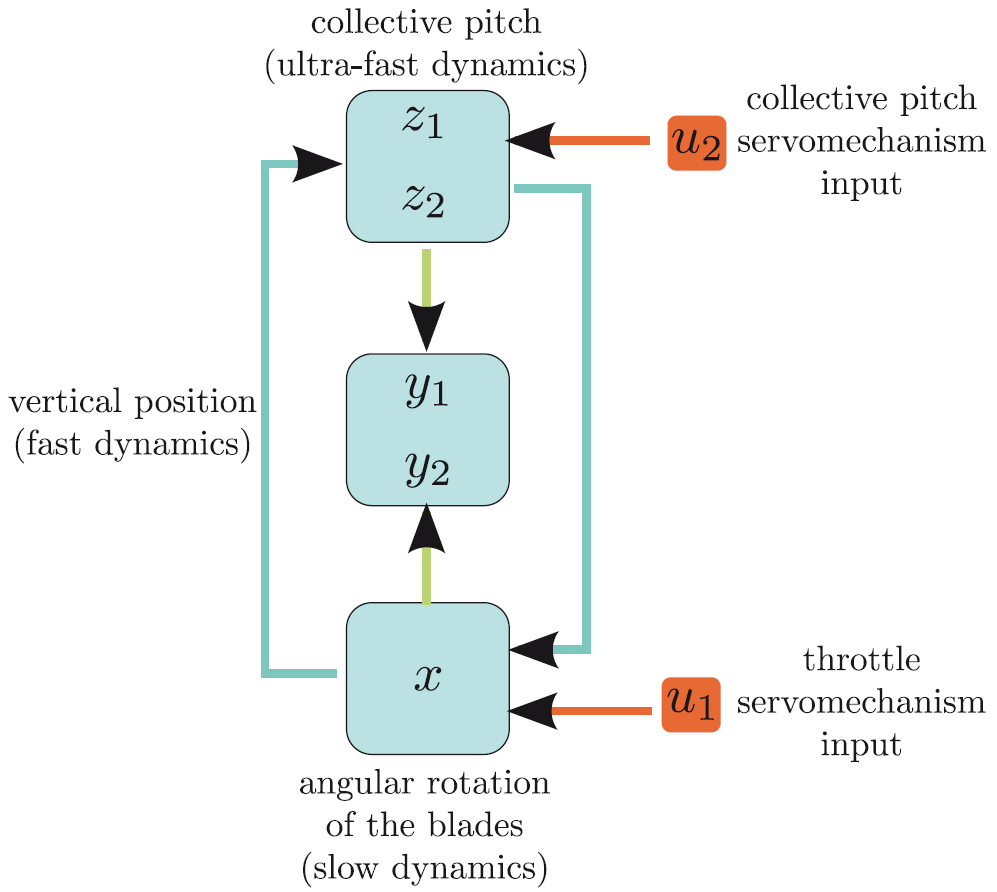 collective pitch
(ultra-fast dynamics)
z₁
z₂
u₂
collective pitch
servomechanism
input
vertical position
(fast dynamics)
y₁
y₂
x
u₁
throttle
servomechanism
input
angular rotation
of the blades
(slow dynamics)